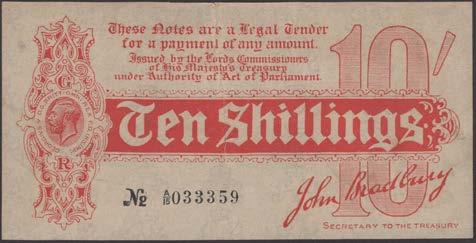 These Notes are a Legal Tender
for a payment of any amount.
Issued by the Lords Commissioners
of His Majesty's Treasury
under Authority of Act of Parliament.
10/
G
R
Ten Shillings.
No A/18 033359
John Bradbury
SECRETARY TO THE TREASURY